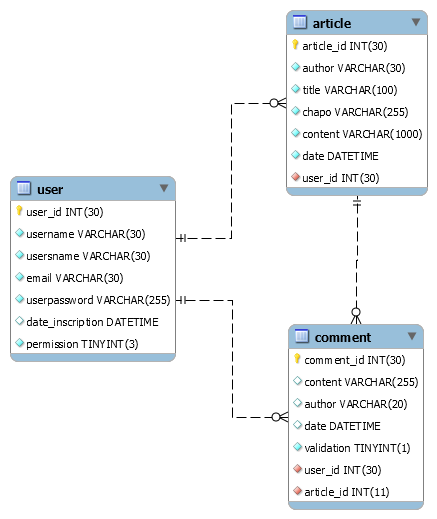 article
article_id INT(30)
author VARCHAR(30)
title VARCHAR(100)
chapo VARCHAR(255)
content VARCHAR(1000)
date DATETIME
user_id INT(30)
user
user_id INT(30)
username VARCHAR(30)
usersname VARCHAR(30)
email VARCHAR(30)
userpassword VARCHAR(255)
date_inscription DATETIME
permission TINYINT(3)
comment
comment_id INT(30)
content VARCHAR(255)
author VARCHAR(20)
date DATETIME
validation TINYINT(1)
user_id INT(30)
article_id INT(11)